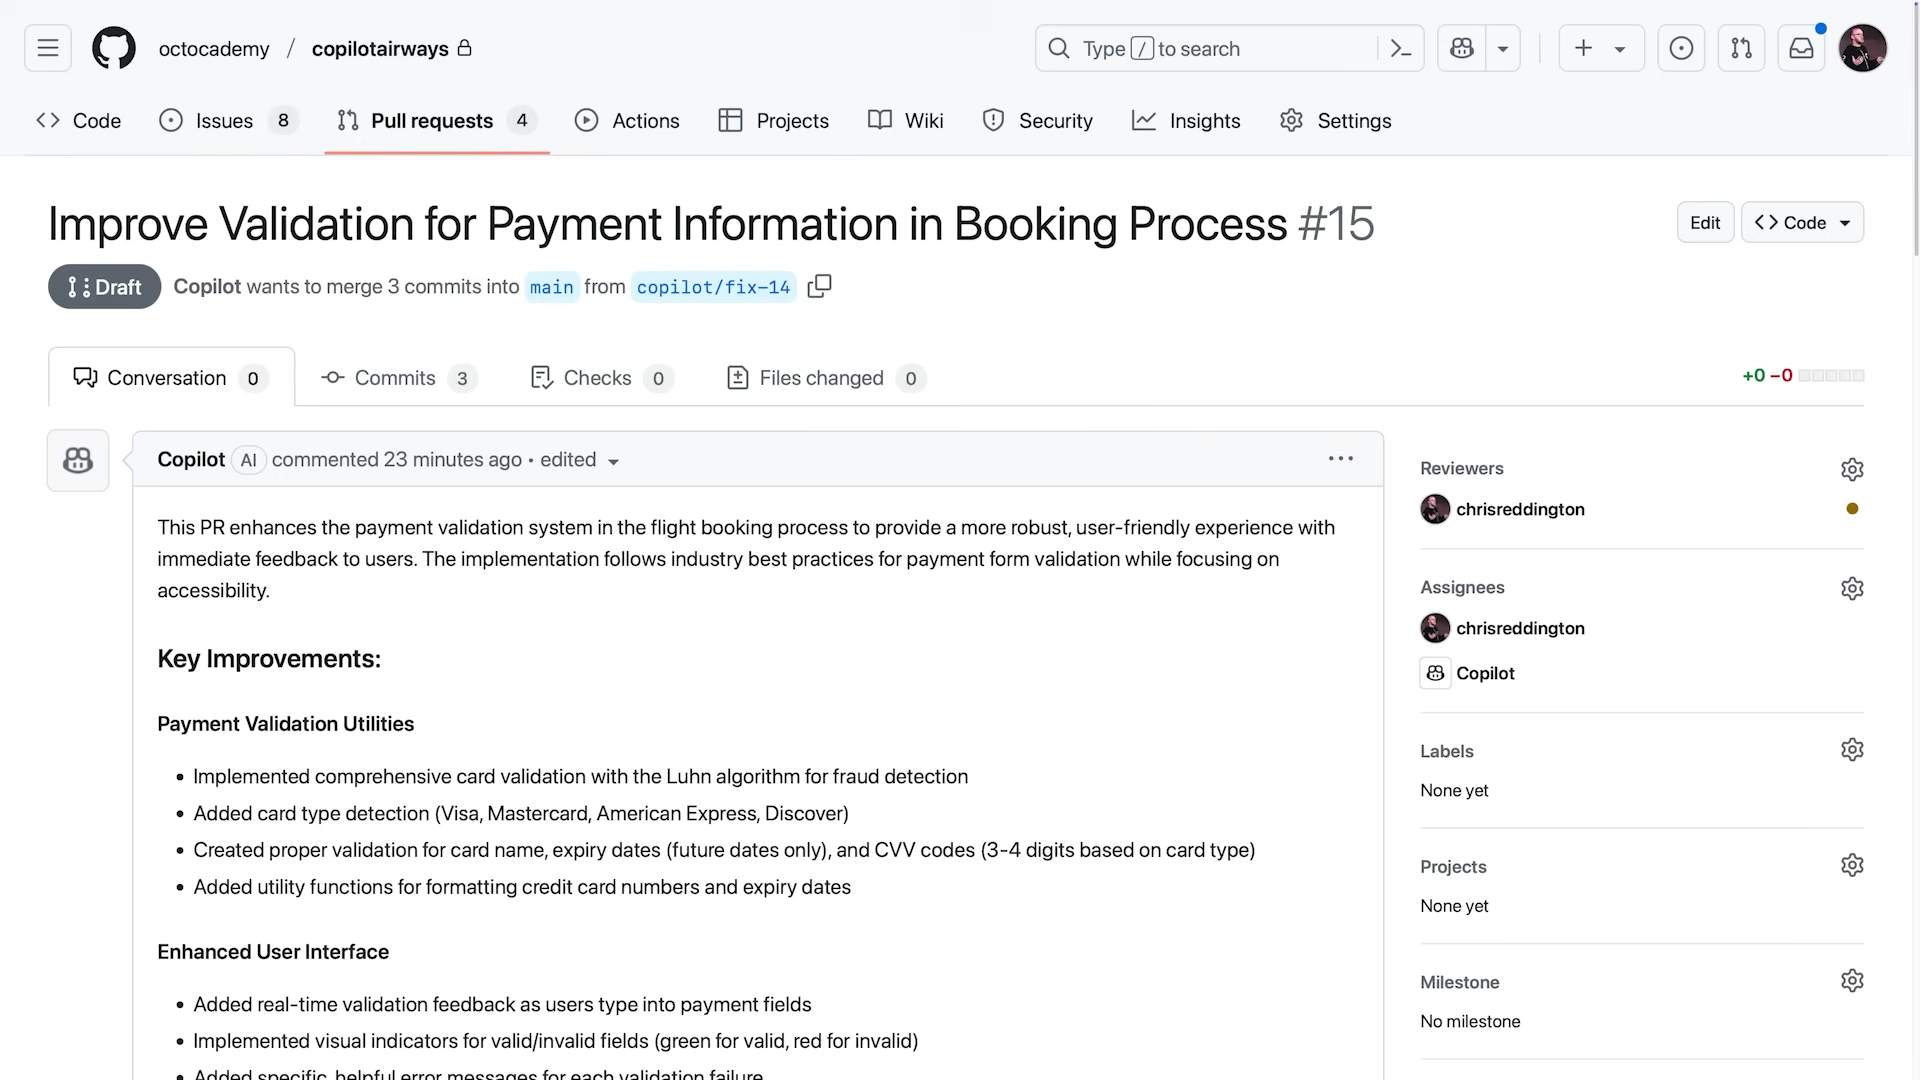 octocademy / copilotairways
Type / to search
Code
Issues 8
Pull requests 4
Actions
Projects
Wiki
Security
Insights
Settings
Improve Validation for Payment Information in Booking Process #15
Edit
Code
Draft
Copilot wants to merge 3 commits into main from copilot/fix-14
Conversation 0
Commits 3
Checks 0
Files changed 0
+0 −0
Copilot AI commented 23 minutes ago • edited
This PR enhances the payment validation system in the flight booking process to provide a more robust, user-friendly experience with
immediate feedback to users. The implementation follows industry best practices for payment form validation while focusing on
accessibility.
Key Improvements:
Payment Validation Utilities
• Implemented comprehensive card validation with the Luhn algorithm for fraud detection
• Added card type detection (Visa, Mastercard, American Express, Discover)
• Created proper validation for card name, expiry dates (future dates only), and CVV codes (3-4 digits based on card type)
• Added utility functions for formatting credit card numbers and expiry dates
Enhanced User Interface
• Added real-time validation feedback as users type into payment fields
• Implemented visual indicators for valid/invalid fields (green for valid, red for invalid)
• Added specific, helpful error messages for each validation failure
Reviewers
chrisreddington
Assignees
chrisreddington
Copilot
Labels
None yet
Projects
None yet
Milestone
No milestone